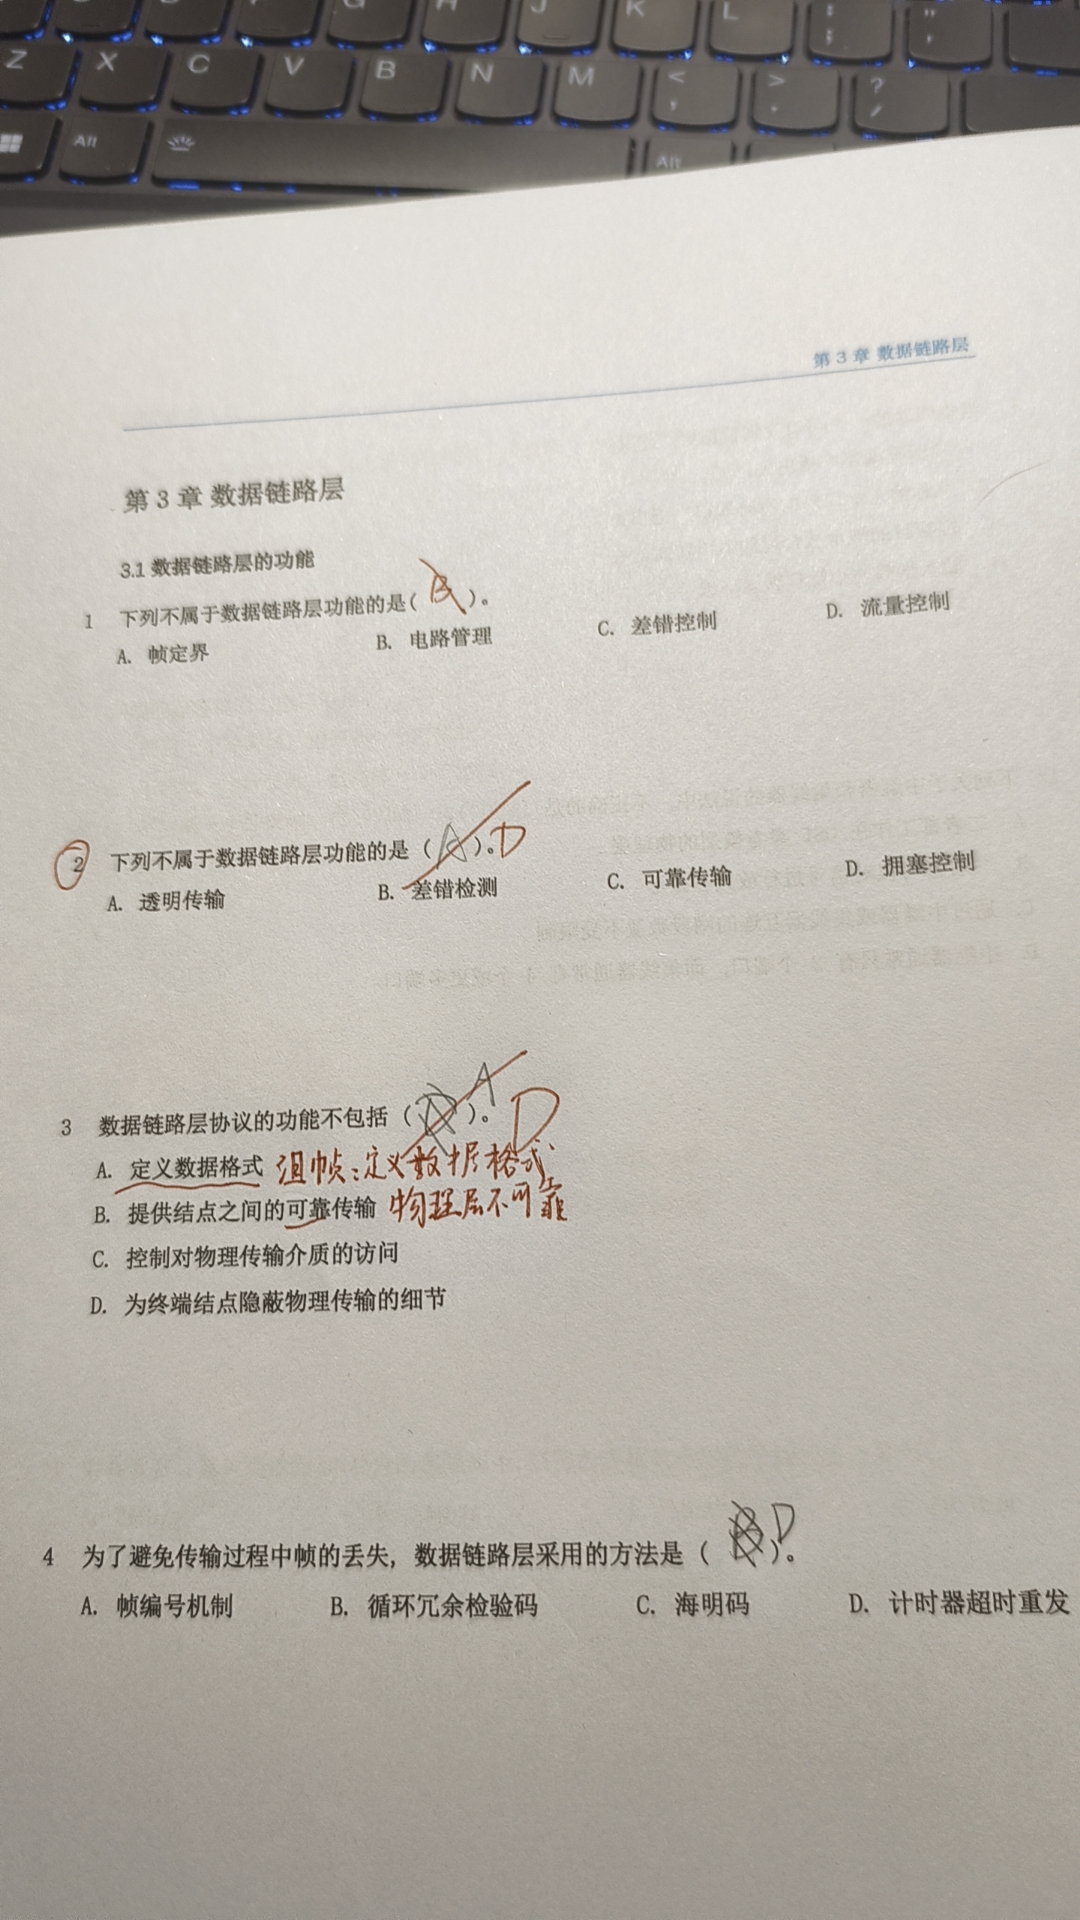 G H J K L : ; " '
Z X C V B N M < , > . ? /
Alt Alt
第 3 章 数据链路层
第 3 章 数据链路层
3.1 数据链路层的功能
1 下列不属于数据链路层功能的是( B )。
A. 帧定界 B. 电路管理 C. 差错控制 D. 流量控制
2 下列不属于数据链路层功能的是 ( A )。D
A. 透明传输 B. 差错检测 C. 可靠传输 D. 拥塞控制
3 数据链路层协议的功能不包括 ( )。A D
A. 定义数据格式 组帧:定义数据格式
B. 提供结点之间的可靠传输 物理层不可靠
C. 控制对物理传输介质的访问
D. 为终端结点隐蔽物理传输的细节
4 为了避免传输过程中帧的丢失, 数据链路层采用的方法是 ( B )。D
A. 帧编号机制 B. 循环冗余检验码 C. 海明码 D. 计时器超时重发